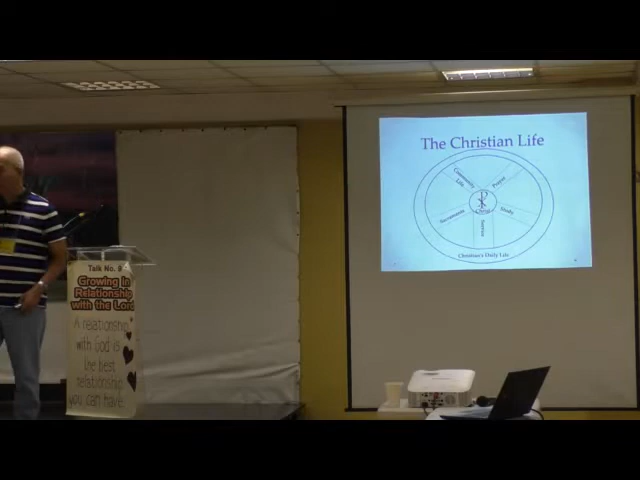 The Christian Life
Community
Life
Prayer
Sacraments
Christ
Study
Service
Christian's Daily Life
Talk No. 9
Growing in
Relationship
with the Lord
A relationship
with God is
the best
relationship
you can have.